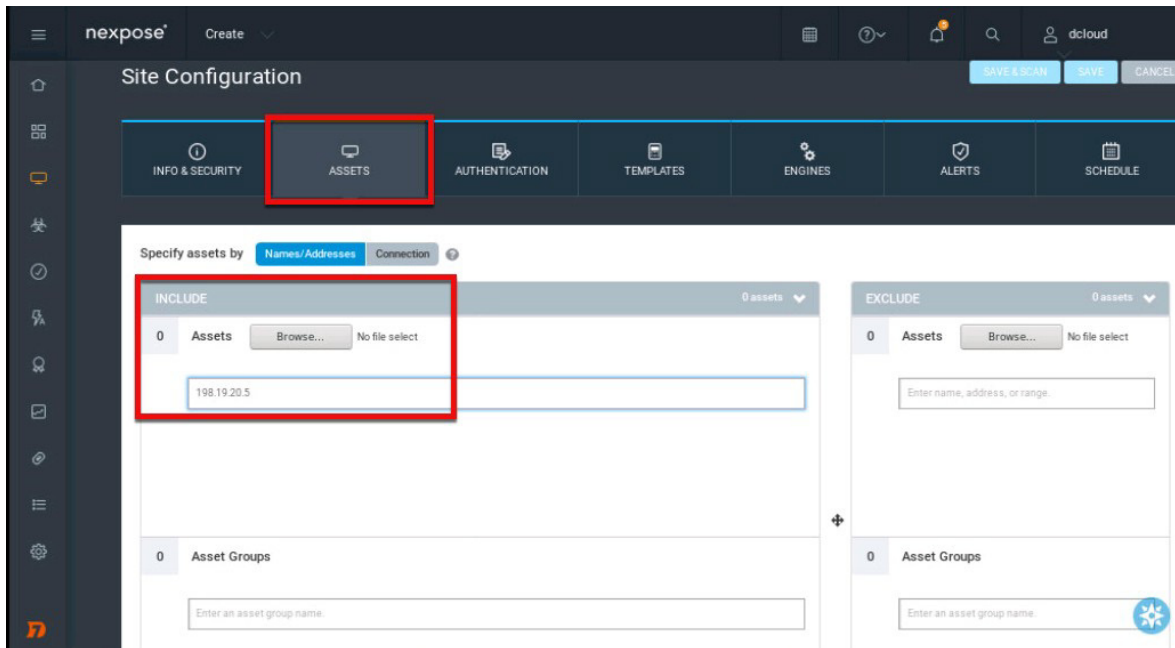 nexpose Create dcloud
Site Configuration SAVE & SCAN SAVE CANCEL
INFO & SECURITY ASSETS AUTHENTICATION TEMPLATES ENGINES ALERTS SCHEDULE
Specify assets by Names/Addresses Connection ?
INCLUDE 0 assets EXCLUDE 0 assets
0 Assets Browse... No file select 0 Assets Browse... No file select
198.19.20.5 Enter name, address, or range.
0 Asset Groups 0 Asset Groups
Enter an asset group name. Enter an asset group name.